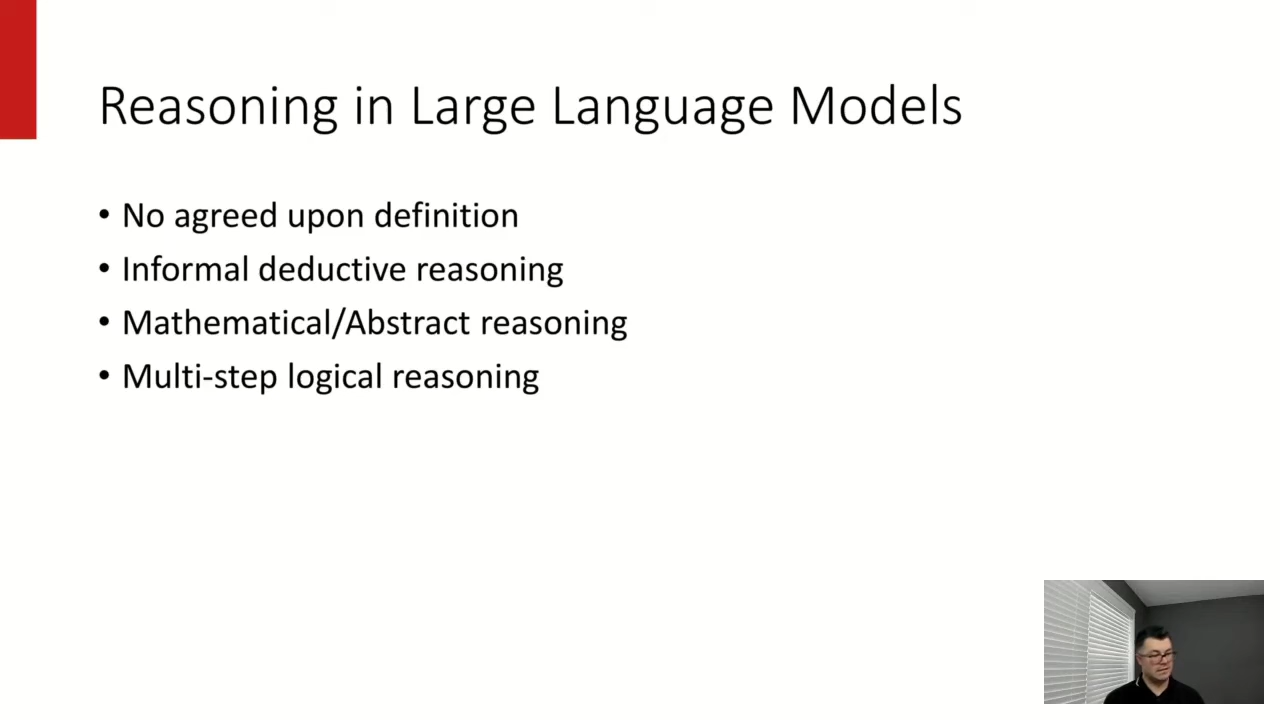 Reasoning in Large Language Models
• No agreed upon definition
• Informal deductive reasoning
• Mathematical/Abstract reasoning
• Multi-step logical reasoning